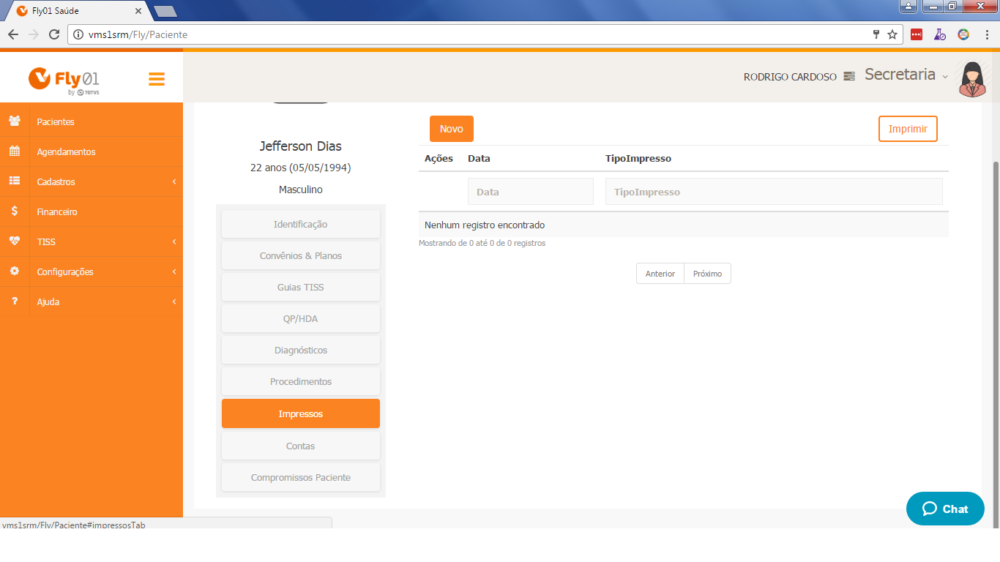 Fly01 Saúde
vms1srm/Fly/Paciente
Fly01
by TOTVS
RODRIGO CARDOSO
Secretaria
Pacientes
Agendamentos
Cadastros
Financeiro
TISS
Configurações
Ajuda
Jefferson Dias
22 anos (05/05/1994)
Masculino
Identificação
Convênios & Planos
Guias TISS
QP/HDA
Diagnósticos
Procedimentos
Impressos
Contas
Compromissos Paciente
Novo
Imprimir
Ações Data TipoImpresso
Data TipoImpresso
Nenhum registro encontrado
Mostrando de 0 até 0 de 0 registros
Anterior Próximo
Chat
vms1srm/Fly/Paciente#impressosTab